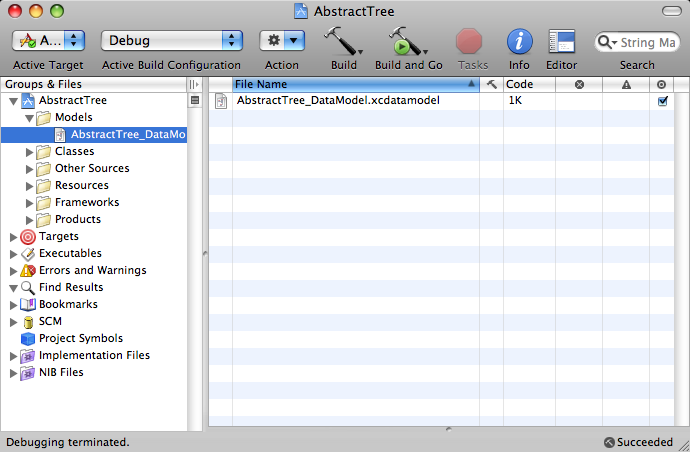 AbstractTree
A...
Debug
String Ma
Active Target
Active Build Configuration
Action
Build
Build and Go
Tasks
Info
Editor
Search
Groups & Files
File Name
Code
AbstractTree
AbstractTree_DataModel.xcdatamodel
1K
Models
AbstractTree_DataMo
Classes
Other Sources
Resources
Frameworks
Products
Targets
Executables
Errors and Warnings
Find Results
Bookmarks
SCM
Project Symbols
Implementation Files
NIB Files
Debugging terminated.
Succeeded